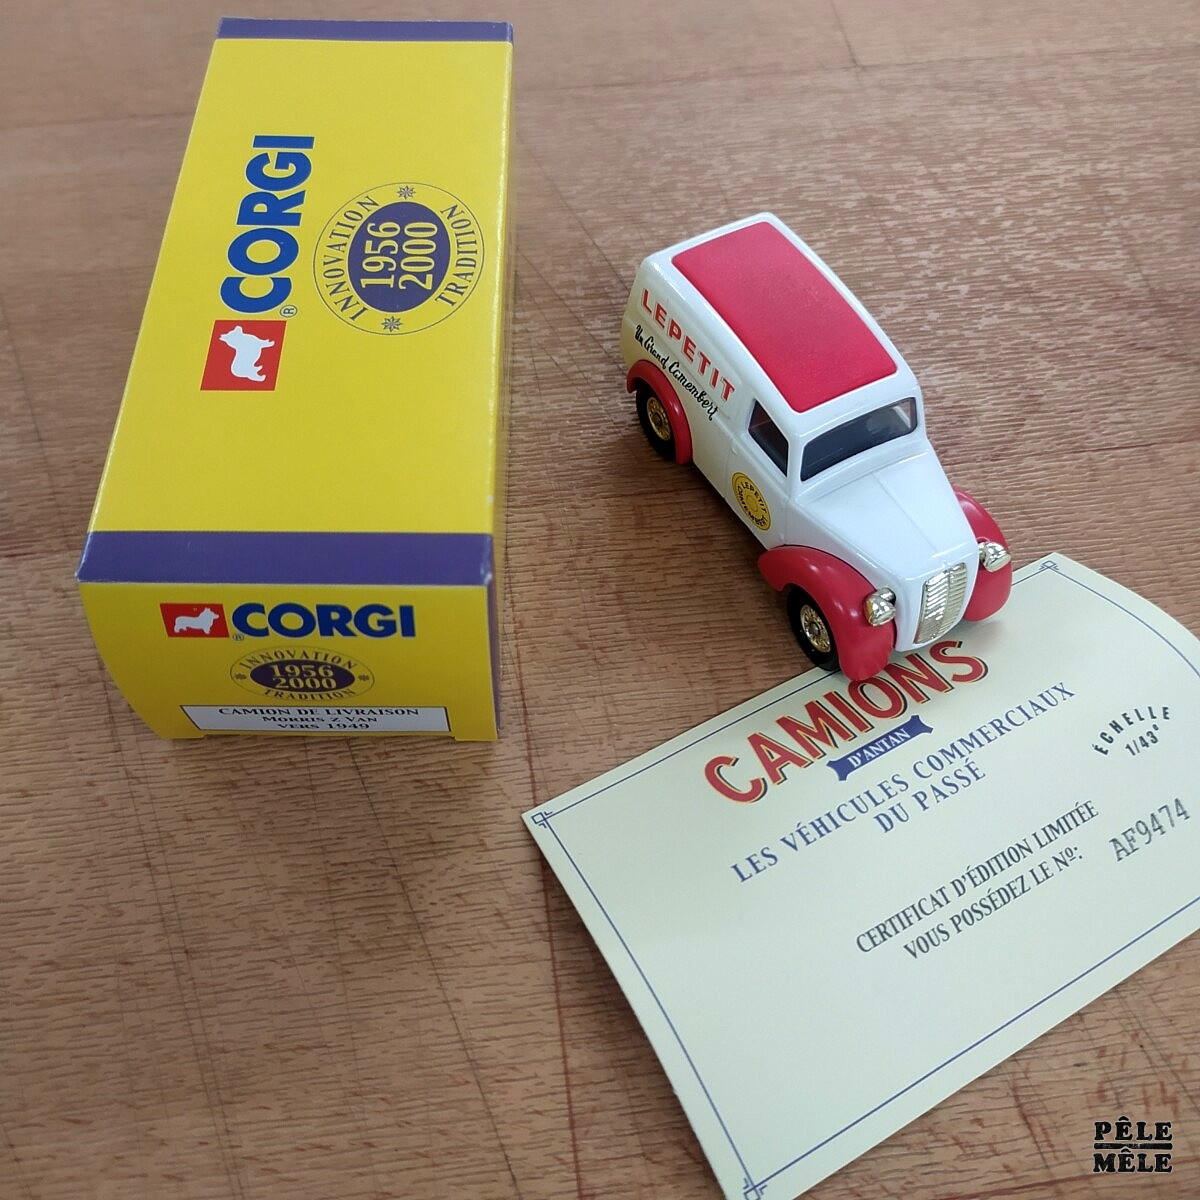 CORGI
®
INNOVATION
1956
2000
TRADITION
CORGI
®
INNOVATION
1956
2000
TRADITION
CAMION DE LIVRAISON
MORRIS Z VAN
VERS 1949
LEPETIT
Un Grand Camembert
LEPETIT
CAMIONS
D'ANTAN
LES VÉHICULES COMMERCIAUX
DU PASSÉ
ÉCHELLE
1/43e
CERTIFICAT D'ÉDITION LIMITÉE
VOUS POSSÉDEZ LE Nº:
AF9474
PÊLE
MÊLE